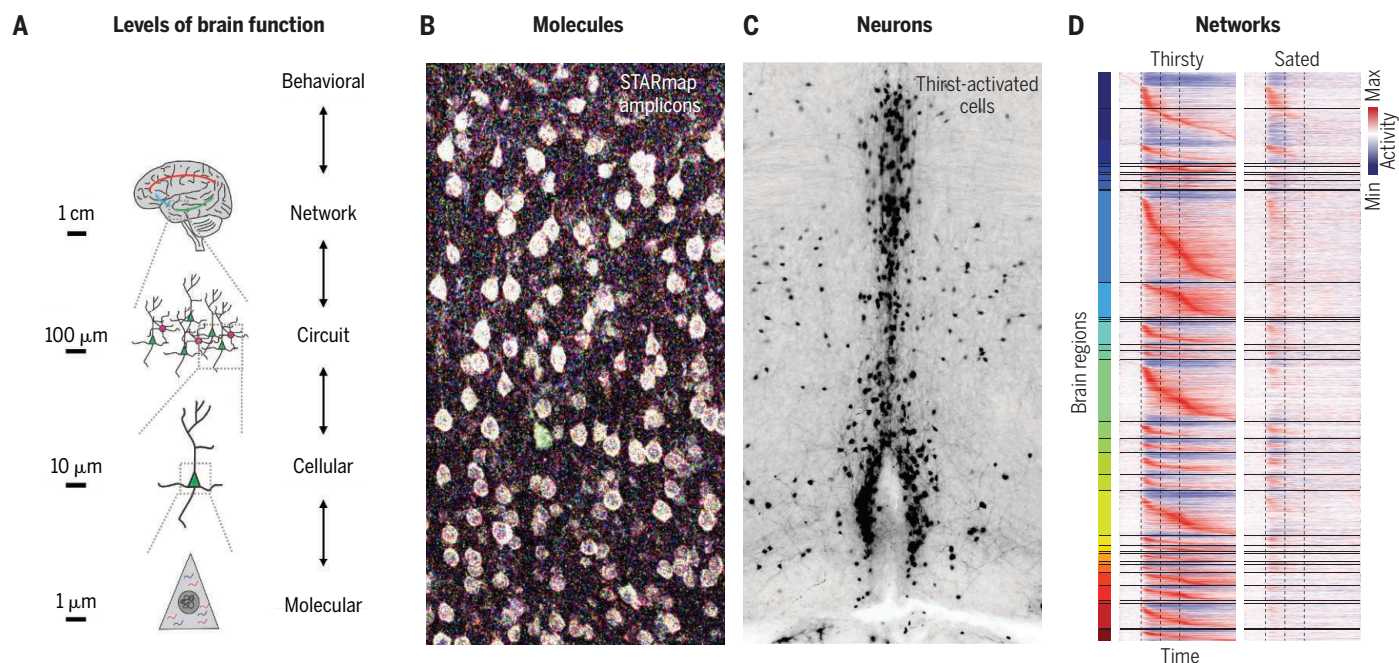 A
Levels of brain function
Behavioral
1 cm
Network
100 μm
Circuit
10 μm
Cellular
1 μm
Molecular
B
Molecules
STARmap
amplicons
C
Neurons
Thirst-activated
cells
D
Networks
Thirsty
Sated
Brain regions
Time
Min
Activity
Max